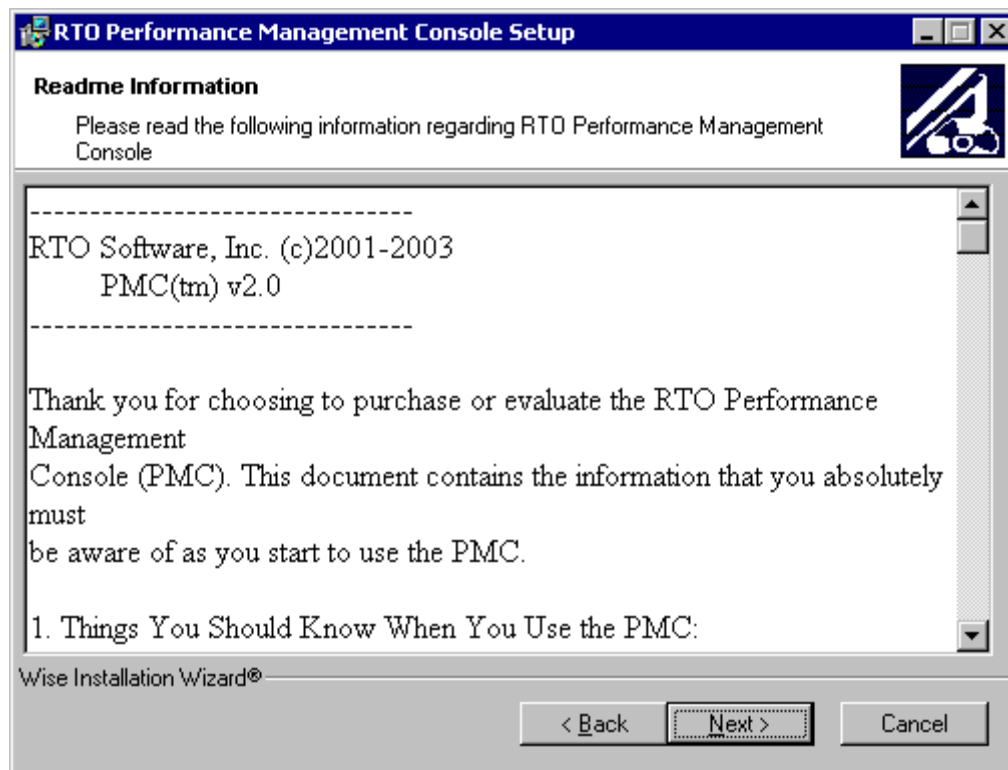 RTO Performance Management Console Setup
Readme Information
Please read the following information regarding RTO Performance Management
Console
--------------------------------
RTO Software, Inc. (c)2001-2003
PMC(tm) v2.0
--------------------------------
Thank you for choosing to purchase or evaluate the RTO Performance
Management
Console (PMC). This document contains the information that you absolutely
must
be aware of as you start to use the PMC.
1. Things You Should Know When You Use the PMC:
Wise Installation Wizard®
< Back
Next >
Cancel